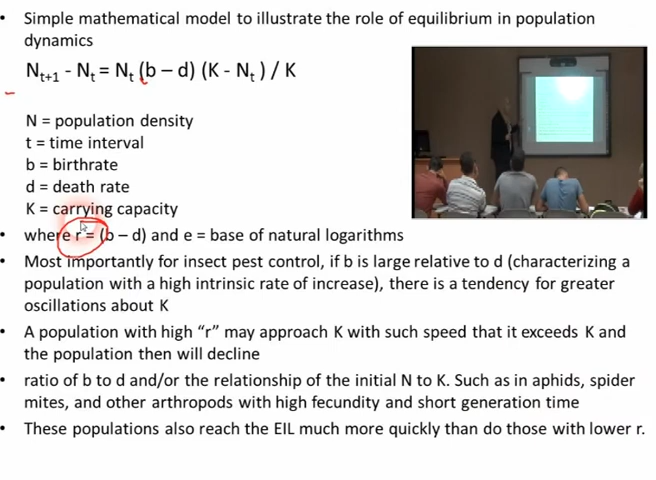 • Simple mathematical model to illustrate the role of equilibrium in population
dynamics
Nt+1 - Nt = Nt (b – d) (K - Nt ) / K
N = population density
t = time interval
b = birthrate
d = death rate
K = carrying capacity
• where r = (b – d) and e = base of natural logarithms
• Most importantly for insect pest control, if b is large relative to d (characterizing a
population with a high intrinsic rate of increase), there is a tendency for greater
oscillations about K
• A population with high “r” may approach K with such speed that it exceeds K and
the population then will decline
• ratio of b to d and/or the relationship of the initial N to K. Such as in aphids, spider
mites, and other arthropods with high fecundity and short generation time
• These populations also reach the EIL much more quickly than do those with lower r.